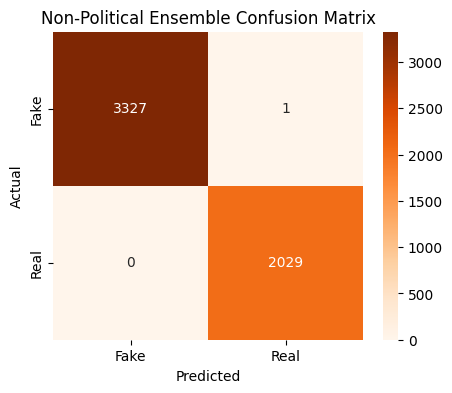 Non-Political Ensemble Confusion Matrix
Actual
Fake
3327
1
Real
0
2029
Fake
Real
Predicted
3000
2500
2000
1500
1000
500
0